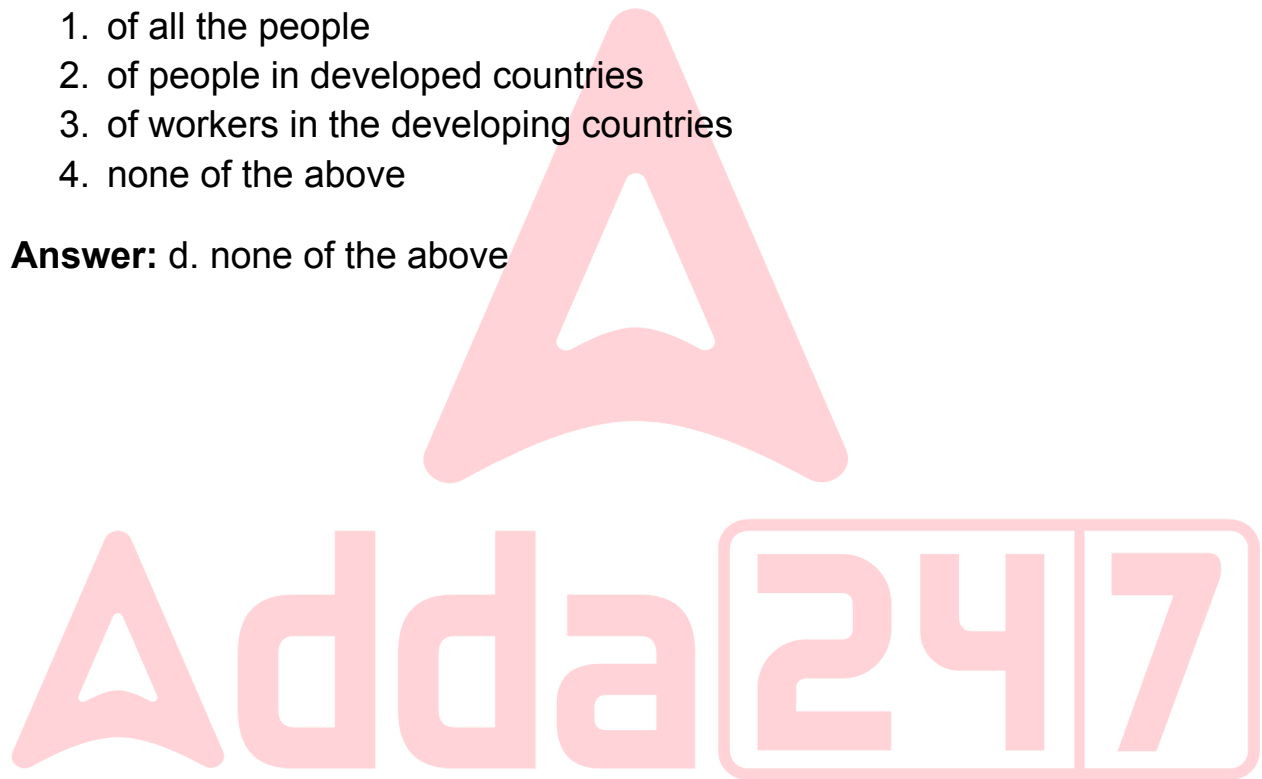 1. of all the people
2. of people in developed countries
3. of workers in the developing countries
4. none of the above
Answer: d. none of the above
Adda247